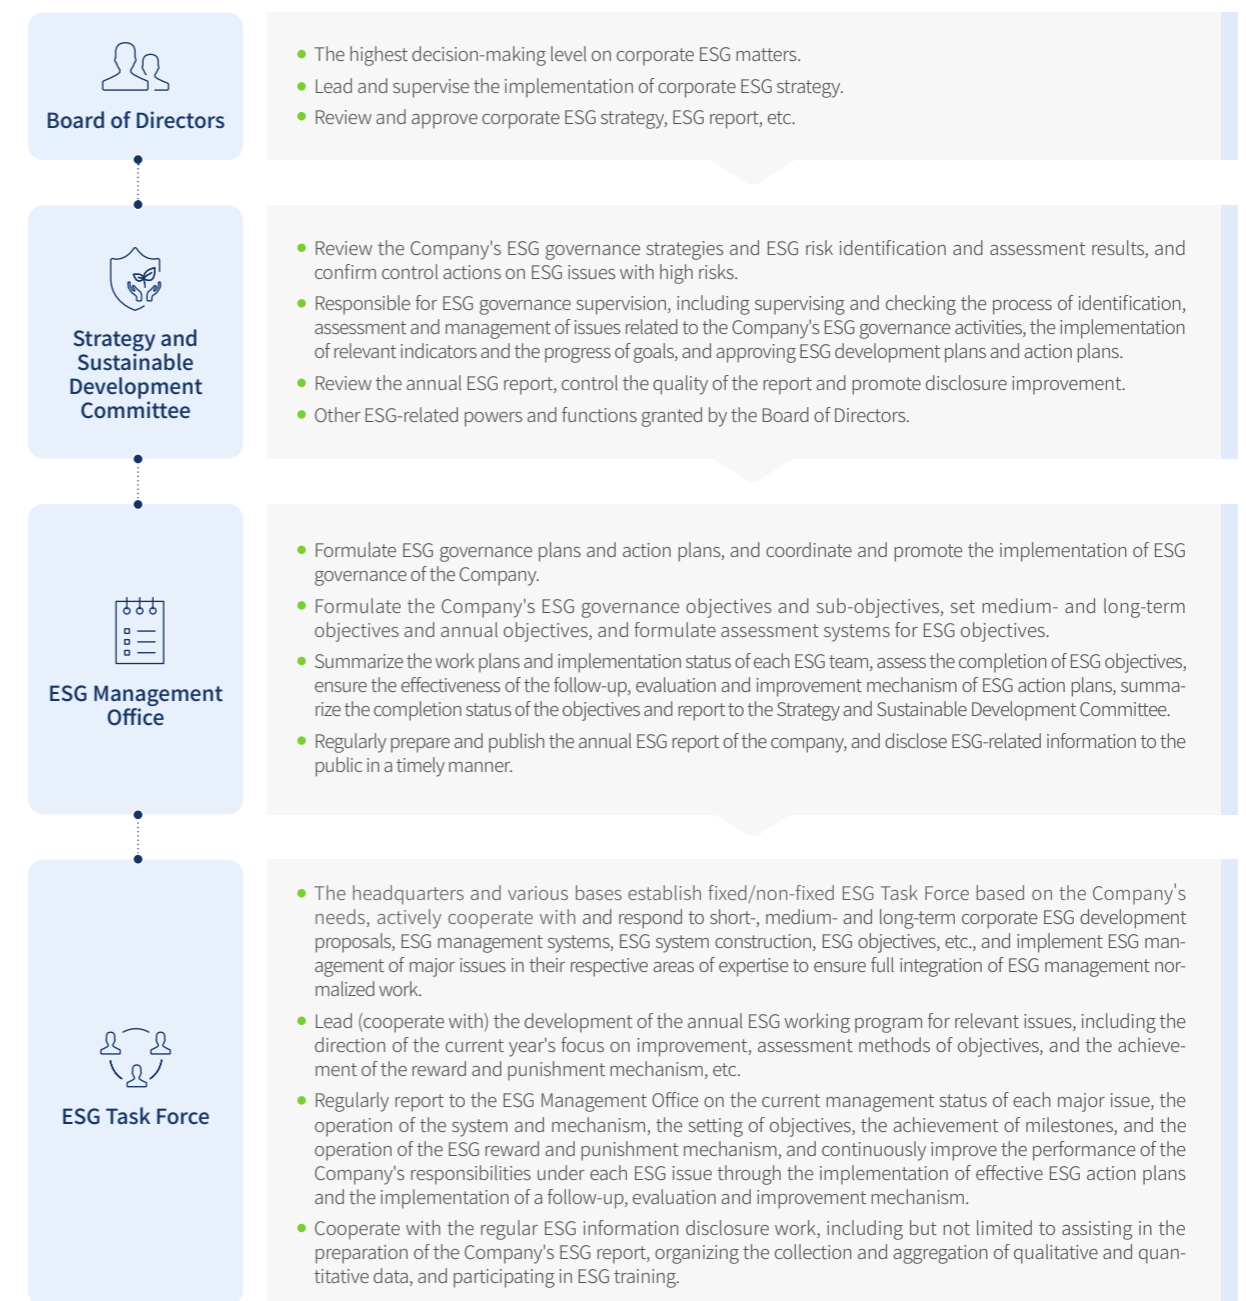 Board of Directors
● The highest decision-making level on corporate ESG matters.
● Lead and supervise the implementation of corporate ESG strategy.
● Review and approve corporate ESG strategy, ESG report, etc.
Strategy and
Sustainable
Development
Committee
● Review the Company's ESG governance strategies and ESG risk identification and assessment results, and
confirm control actions on ESG issues with high risks.
● Responsible for ESG governance supervision, including supervising and checking the process of identification,
assessment and management of issues related to the Company's ESG governance activities, the implementation
of relevant indicators and the progress of goals, and approving ESG development plans and action plans.
● Review the annual ESG report, control the quality of the report and promote disclosure improvement.
● Other ESG-related powers and functions granted by the Board of Directors.
ESG Management
Office
● Formulate ESG governance plans and action plans, and coordinate and promote the implementation of ESG
governance of the Company.
● Formulate the Company's ESG governance objectives and sub-objectives, set medium- and long-term
objectives and annual objectives, and formulate assessment systems for ESG objectives.
● Summarize the work plans and implementation status of each ESG team, assess the completion of ESG objectives,
ensure the effectiveness of the follow-up, evaluation and improvement mechanism of ESG action plans, summa-
rize the completion status of the objectives and report to the Strategy and Sustainable Development Committee.
● Regularly prepare and publish the annual ESG report of the company, and disclose ESG-related information to the
public in a timely manner.
ESG Task Force
● The headquarters and various bases establish fixed/non-fixed ESG Task Force based on the Company's
needs, actively cooperate with and respond to short-, medium- and long-term corporate ESG development
proposals, ESG management systems, ESG system construction, ESG objectives, etc., and implement ESG man-
agement of major issues in their respective areas of expertise to ensure full integration of ESG management nor-
malized work.
● Lead (cooperate with) the development of the annual ESG working program for relevant issues, including the
direction of the current year's focus on improvement, assessment methods of objectives, and the achieve-
ment of the reward and punishment mechanism, etc.
● Regularly report to the ESG Management Office on the current management status of each major issue, the
operation of the system and mechanism, the setting of objectives, the achievement of milestones, and the
operation of the ESG reward and punishment mechanism, and continuously improve the performance of the
Company's responsibilities under each ESG issue through the implementation of effective ESG action plans
and the implementation of a follow-up, evaluation and improvement mechanism.
● Cooperate with the regular ESG information disclosure work, including but not limited to assisting in the
preparation of the Company's ESG report, organizing the collection and aggregation of qualitative and quan-
titative data, and participating in ESG training.